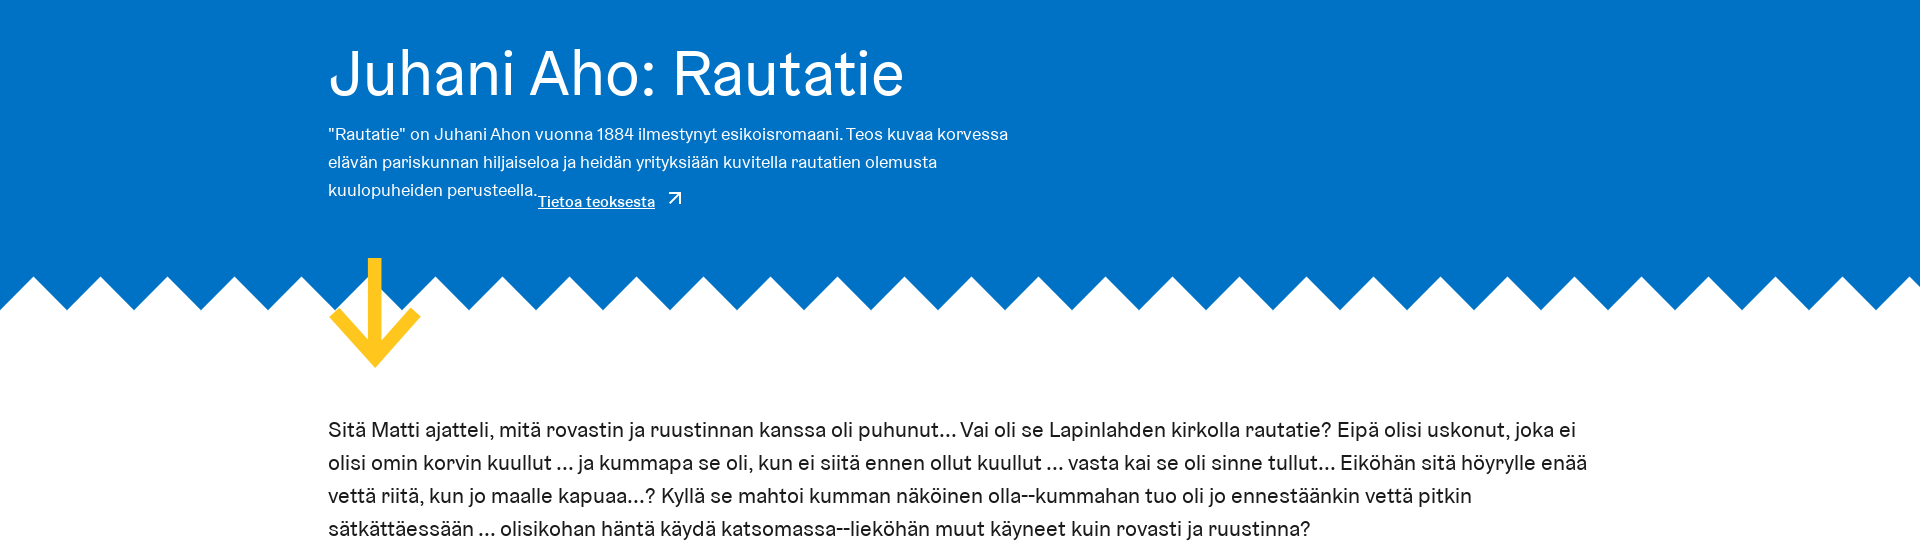 Juhani Aho: Rautatie
"Rautatie" on Juhani Ahon vuonna 1884 ilmestynyt esikoisromaani. Teos kuvaa korvessa
elävän pariskunnan hiljaiseloa ja heidän yrityksiään kuvitella rautatien olemusta
kuulopuheiden perusteella. Tietoa teoksesta
Sitä Matti ajatteli, mitä rovastin ja ruustinnan kanssa oli puhunut... Vai oli se Lapinlahden kirkolla rautatie? Eipä olisi uskonut, joka ei
olisi omin korvin kuullut ... ja kummapa se oli, kun ei siitä ennen ollut kuullut ... vasta kai se oli sinne tullut... Eiköhän sitä höyrylle enää
vettä riitä, kun jo maalle kapuaa...? Kyllä se mahtoi kumman näköinen olla--kummahan tuo oli jo ennestäänkin vettä pitkin
sätkättäessään ... olisikohan häntä käydä katsomassa--lieköhän muut käyneet kuin rovasti ja ruustinna?